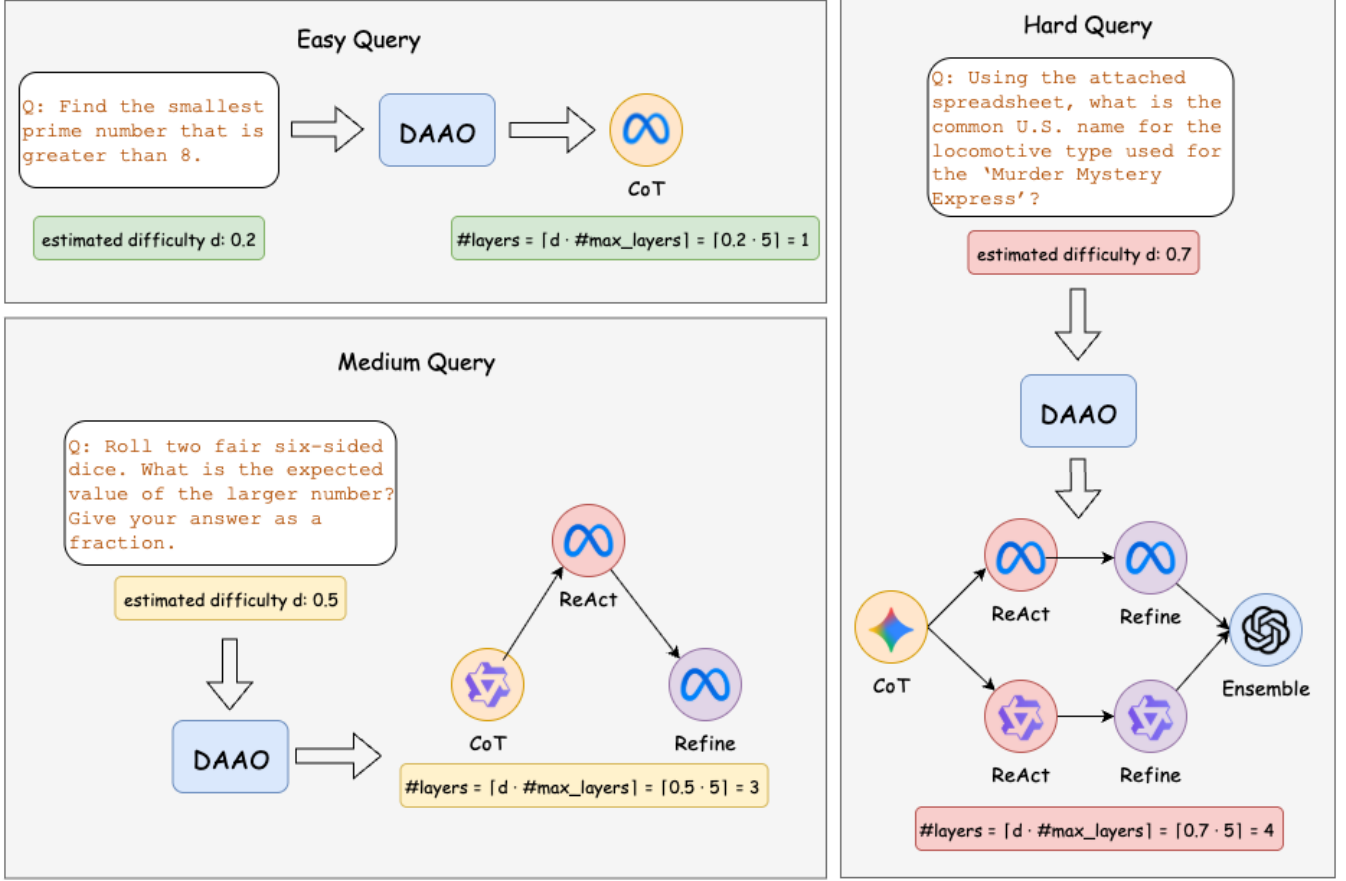 Easy Query
Q: Find the smallest
prime number that is
greater than 8.
DAAO
CoT
estimated difficulty d: 0.2
#layers = ⌈d · #max_layers⌉ = ⌈0.2 · 5⌉ = 1
Medium Query
Q: Roll two fair six-sided
dice. What is the expected
value of the larger number?
Give your answer as a
fraction.
estimated difficulty d: 0.5
DAAO
ReAct
CoT
Refine
#layers = ⌈d · #max_layers⌉ = ⌈0.5 · 5⌉ = 3
Hard Query
Q: Using the attached
spreadsheet, what is the
common U.S. name for the
locomotive type used for
the ‘Murder Mystery
Express’?
estimated difficulty d: 0.7
DAAO
ReAct
Refine
CoT
Ensemble
ReAct
Refine
#layers = ⌈d · #max_layers⌉ = ⌈0.7 · 5⌉ = 4